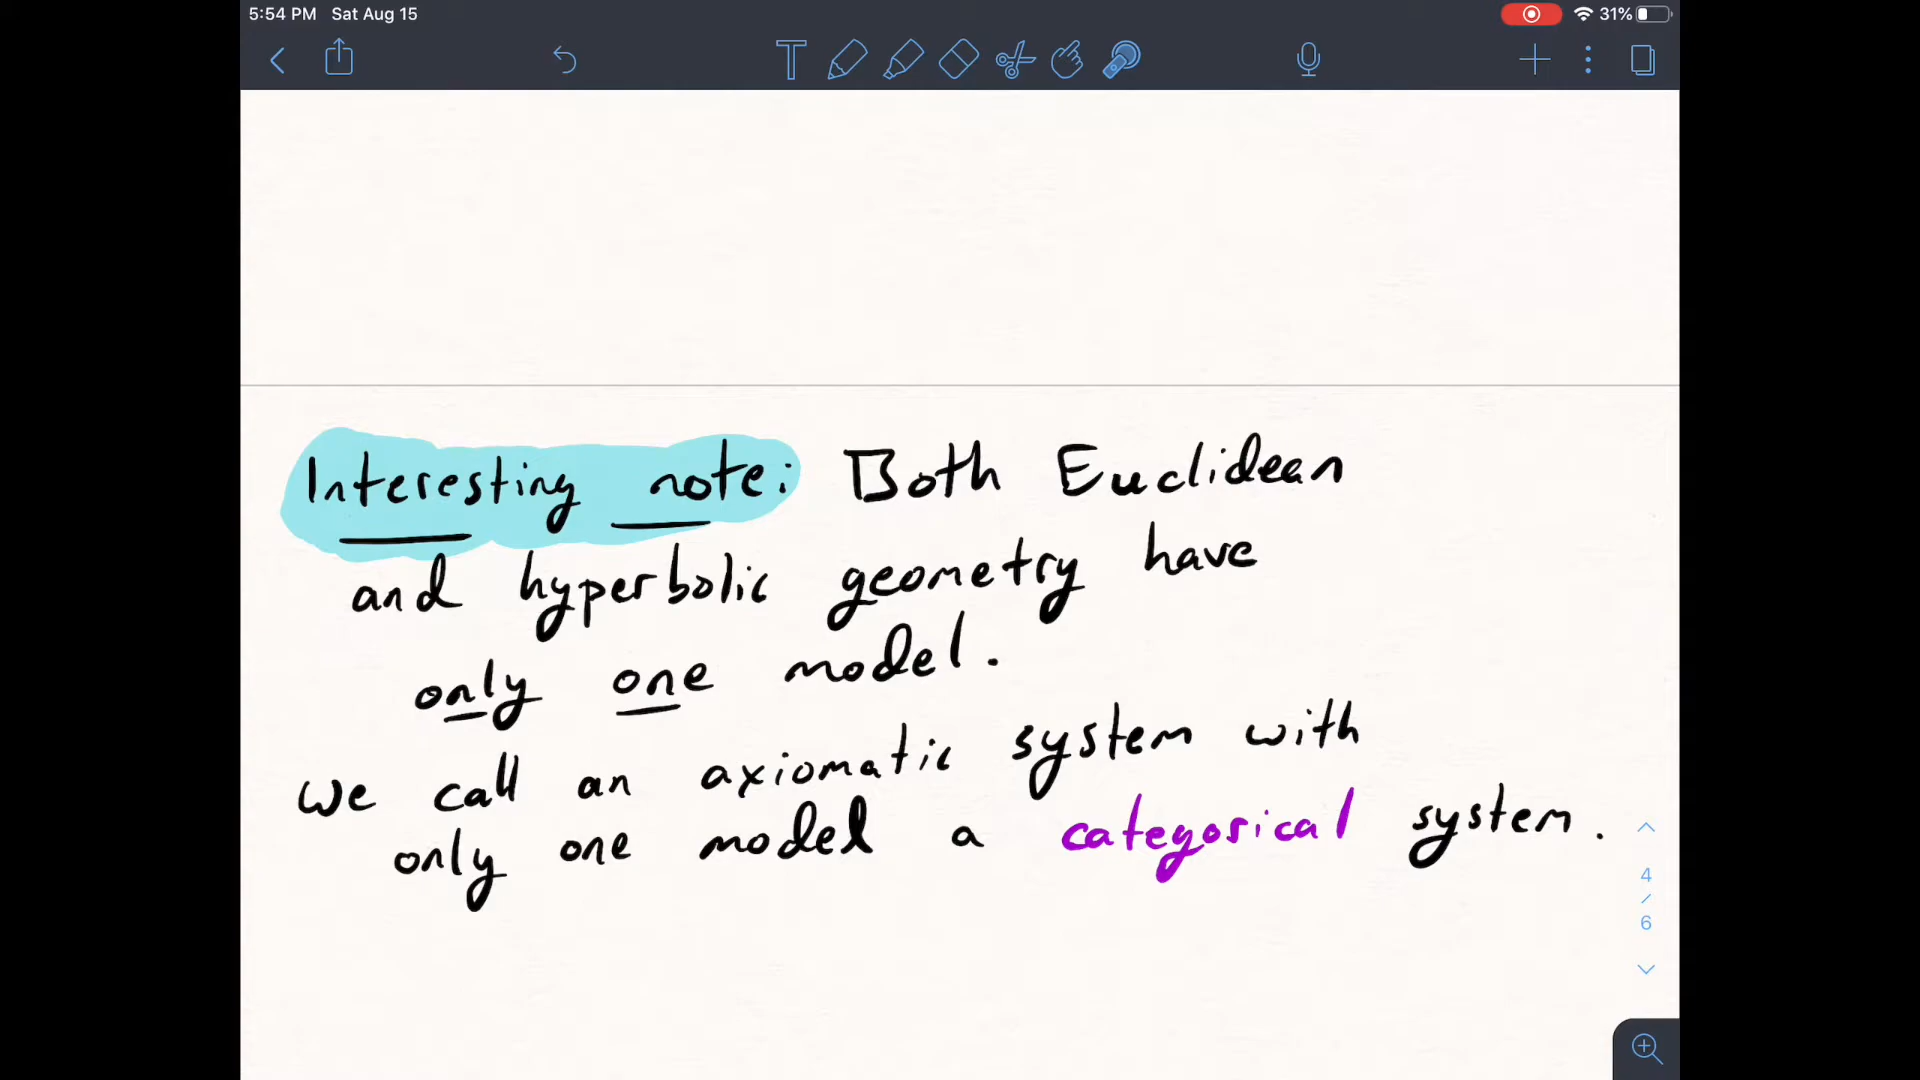 5:54 PM Sat Aug 15
31%
T
Interesting note: Both Euclidean
and hyperbolic geometry have
only one model.
we call an axiomatic system with
only one model a categorical system.
4
/
6